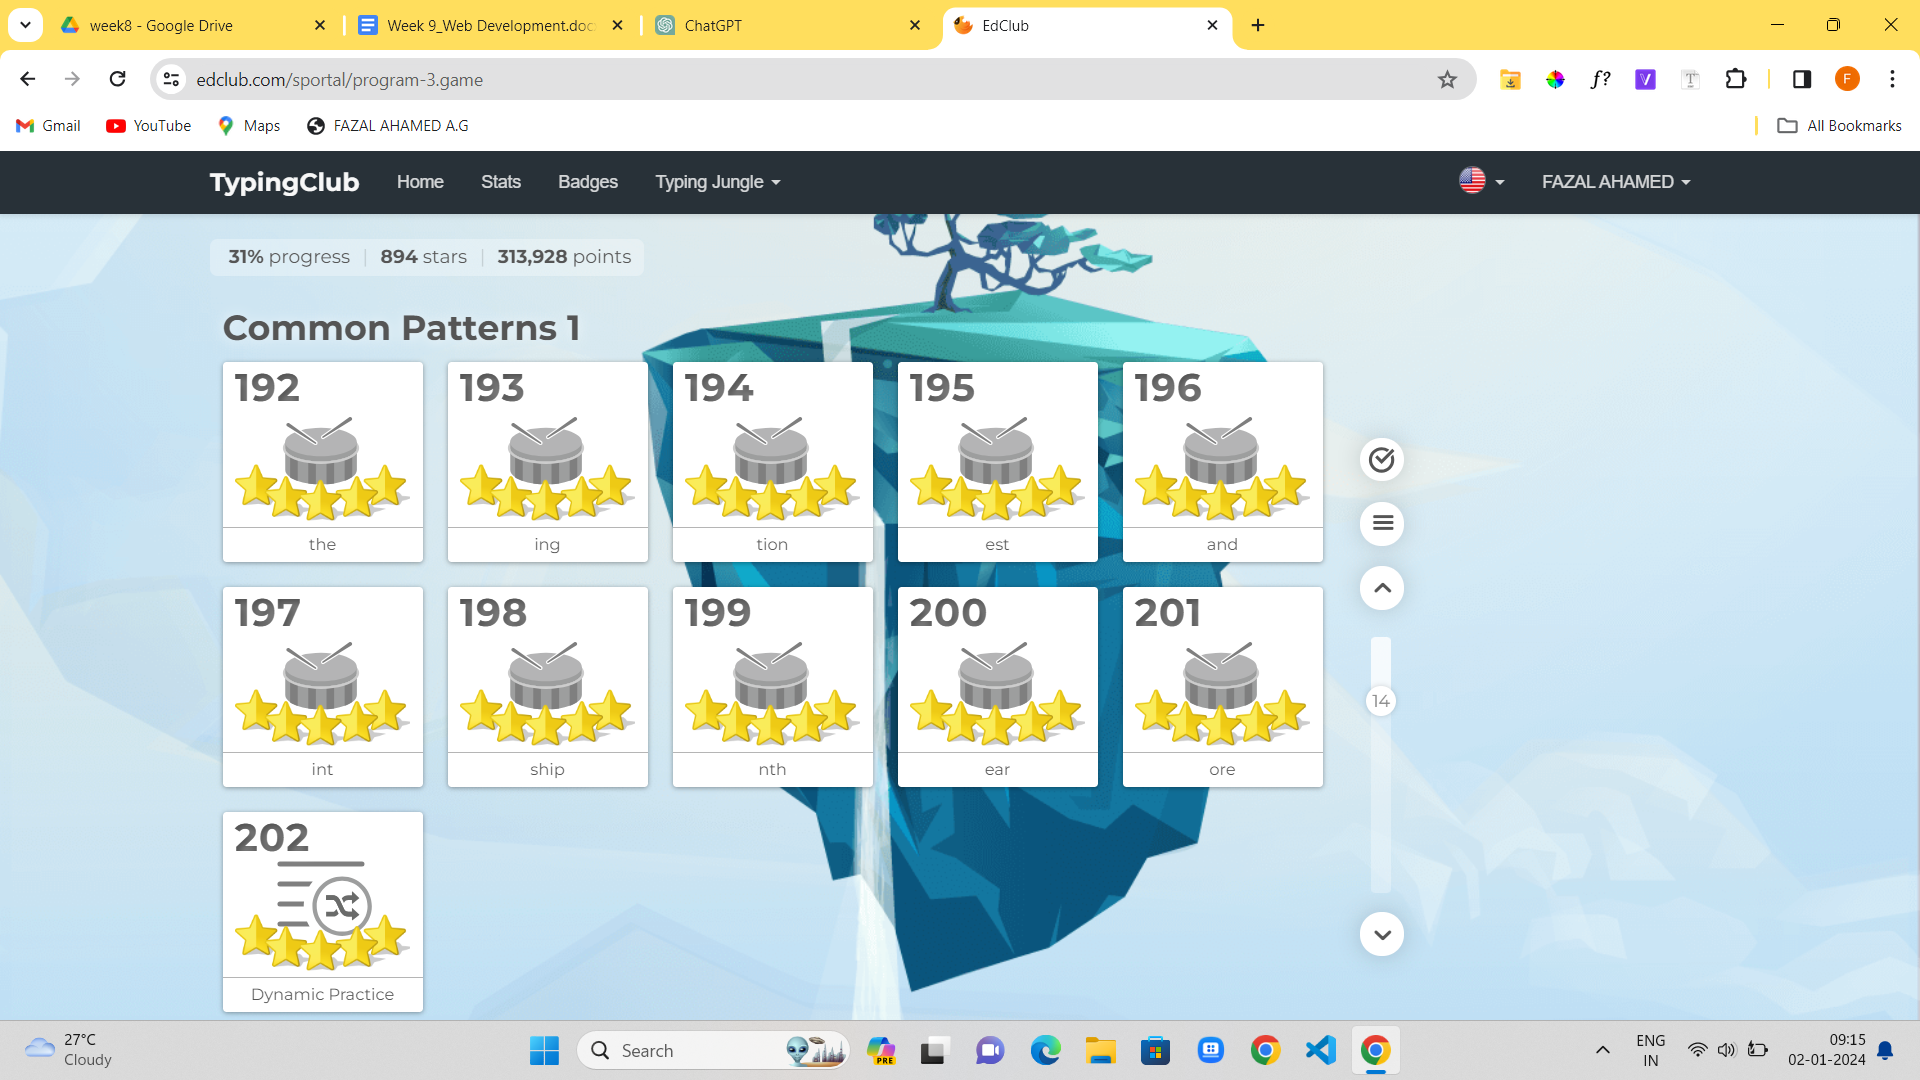 week8 - Google Drive
Week 9_Web Development.doc
ChatGPT
EdClub
edclub.com/sportal/program-3.game
f?
Gmail
YouTube
Maps
FAZAL AHAMED A.G
All Bookmarks
TypingClub
Home
Stats
Badges
Typing Jungle
FAZAL AHAMED
31% progress
894 stars
313,928 points
Common Patterns 1
192
193
194
195
196
the
ing
tion
est
and
197
198
199
200
201
int
ship
nth
ear
ore
14
202
Dynamic Practice
27°C
Cloudy
Search
PRE
ENG
IN
09:15
02-01-2024